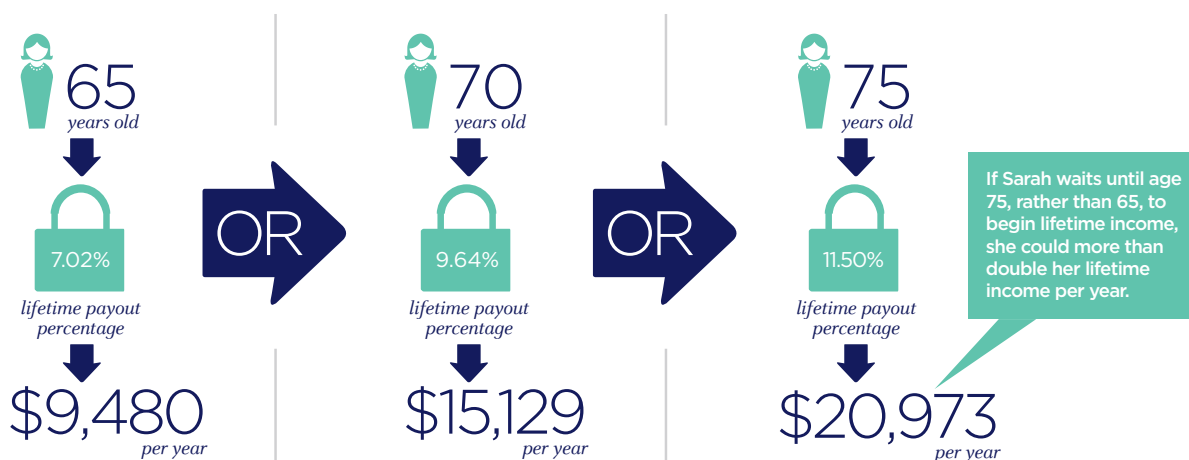 65
years old
7.02%
lifetime payout
percentage
$9,480
per year
OR
70
years old
9.64%
lifetime payout
percentage
$15,129
per year
OR
75
years old
11.50%
lifetime payout
percentage
$20,973
per year
If Sarah waits until age
75, rather than 65, to
begin lifetime income,
she could more than
double her lifetime
income per year.